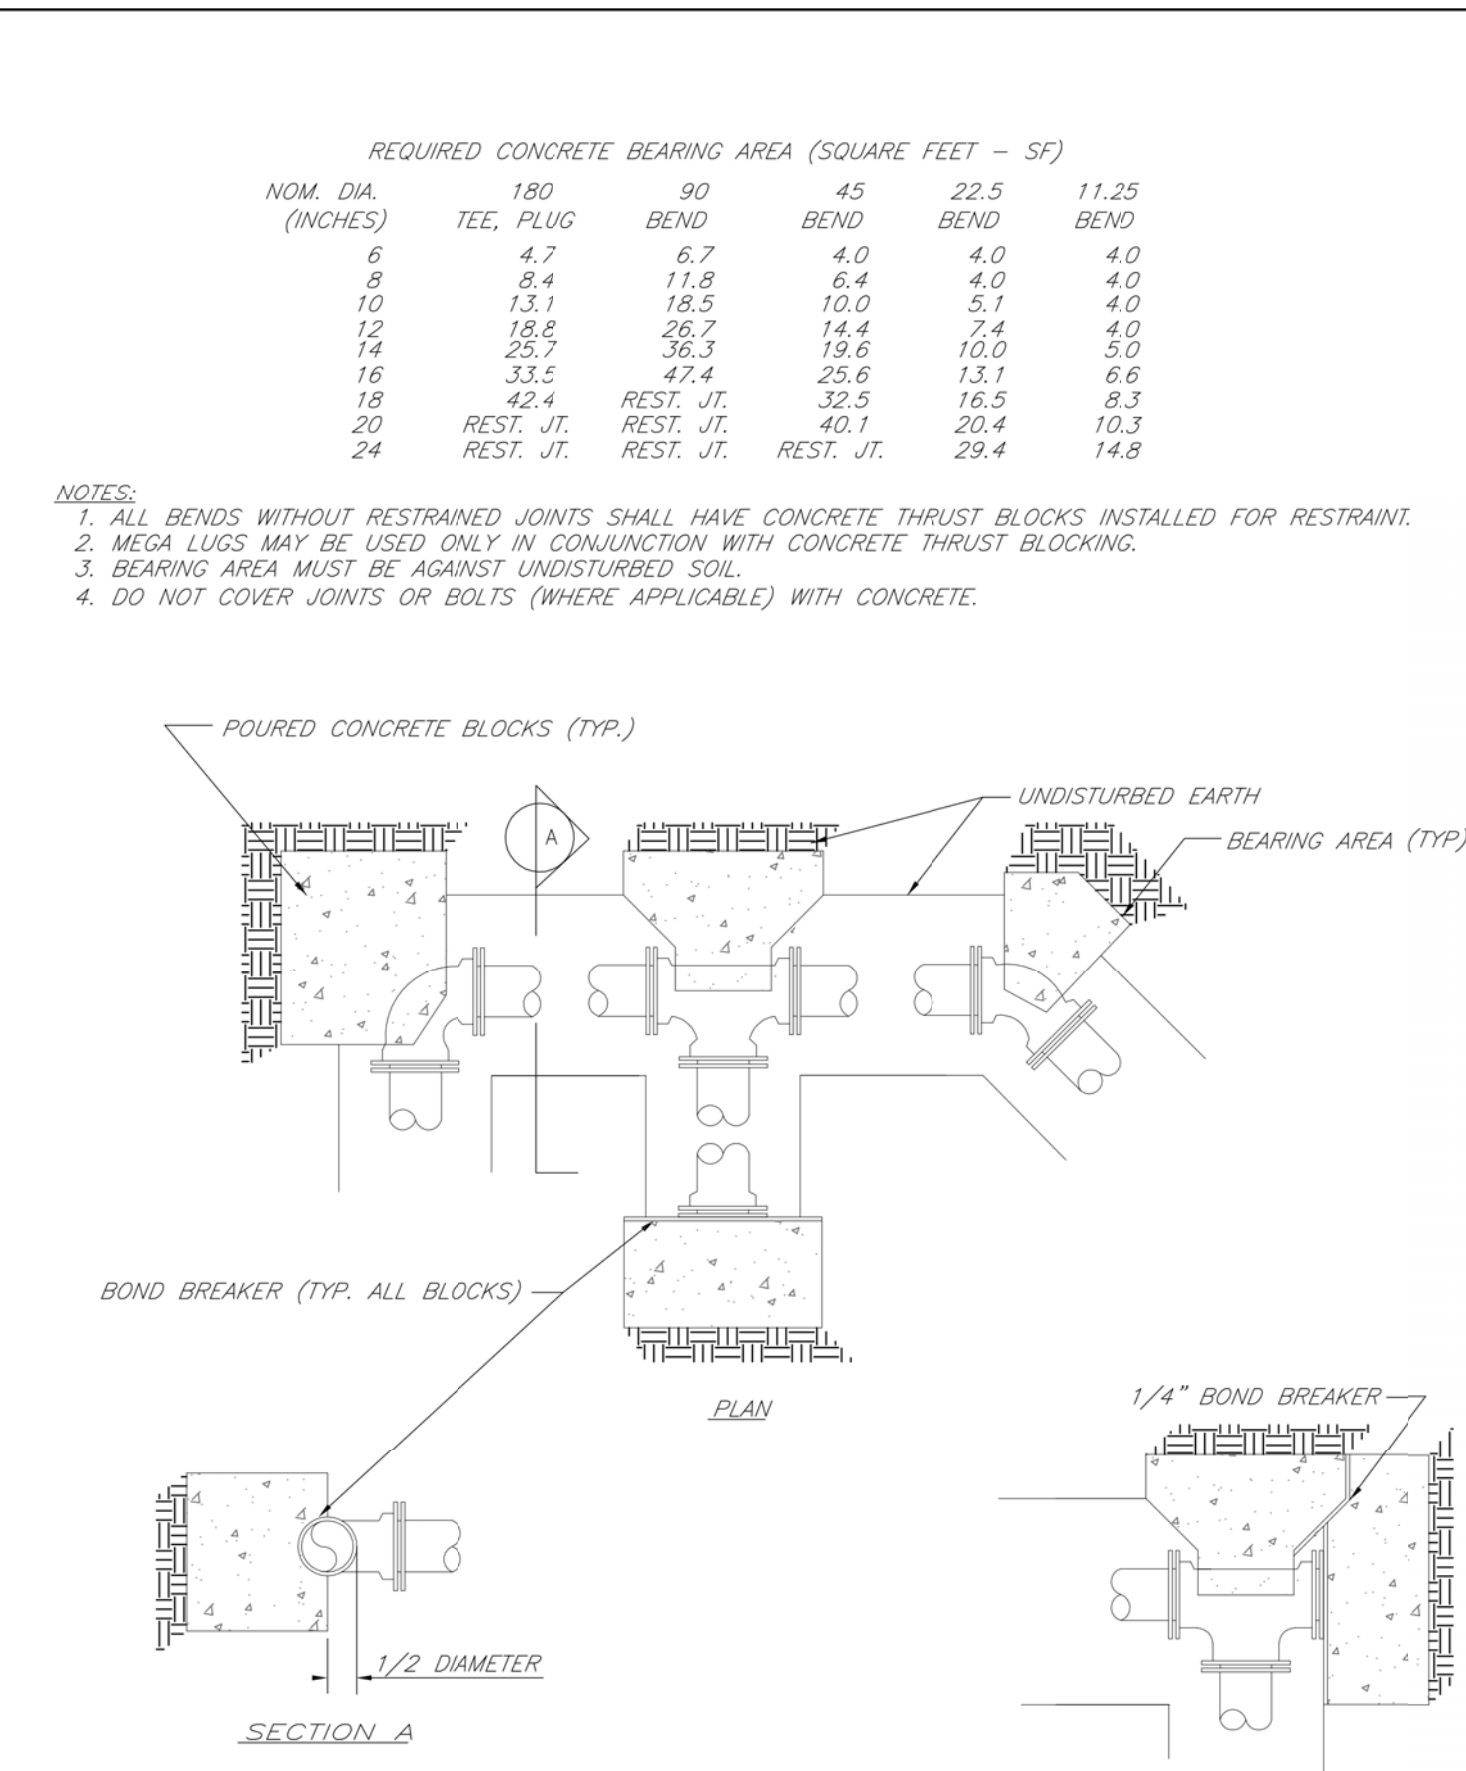 REQUIRED CONCRETE BEARING AREA (SQUARE FEET – SF)
NOM. DIA. 180 90 45 22.5 11.25
(INCHES) TEE, PLUG BEND BEND BEND BEND
6 4.7 6.7 4.0 4.0 4.0
8 8.4 11.8 6.4 4.0 4.0
10 13.1 18.5 10.0 5.1 4.0
12 18.8 26.7 14.4 7.4 4.0
14 25.7 36.3 19.6 10.0 5.0
16 33.5 47.4 25.6 13.1 6.6
18 42.4 REST. JT. 32.5 16.5 8.3
20 REST. JT. REST. JT. 40.1 20.4 10.3
24 REST. JT. REST. JT. REST. JT. 29.4 14.8
NOTES:
1. ALL BENDS WITHOUT RESTRAINED JOINTS SHALL HAVE CONCRETE THRUST BLOCKS INSTALLED FOR RESTRAINT.
2. MEGA LUGS MAY BE USED ONLY IN CONJUNCTION WITH CONCRETE THRUST BLOCKING.
3. BEARING AREA MUST BE AGAINST UNDISTURBED SOIL.
4. DO NOT COVER JOINTS OR BOLTS (WHERE APPLICABLE) WITH CONCRETE.
POURED CONCRETE BLOCKS (TYP.)
UNDISTURBED EARTH
A
BEARING AREA (TYP)
BOND BREAKER (TYP. ALL BLOCKS)
PLAN
1/4" BOND BREAKER
1/2 DIAMETER
SECTION A